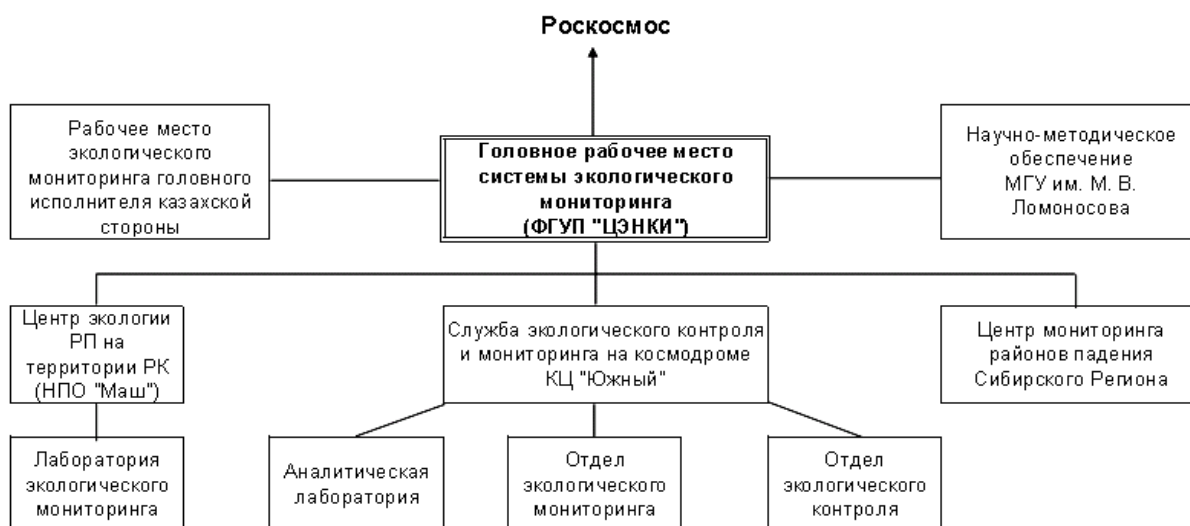 Роскосмос
Рабочее место
экологического
мониторинга головного
исполнителя казахской
стороны
Головное рабочее место
системы экологического
мониторинга
(ФГУП "ЦЭНКИ")
Научно-методическое
обеспечение
МГУ им. М. В.
Ломоносова
Центр экологии
РП на
территории РК
(НПО "Маш")
Служба экологического контроля
и мониторинга на космодроме
КЦ "Южный"
Центр мониторинга
районов падения
Сибирского Региона
Лаборатория
экологического
мониторинга
Аналитическая
лаборатория
Отдел
экологического
мониторинга
Отдел
экологического
контроля